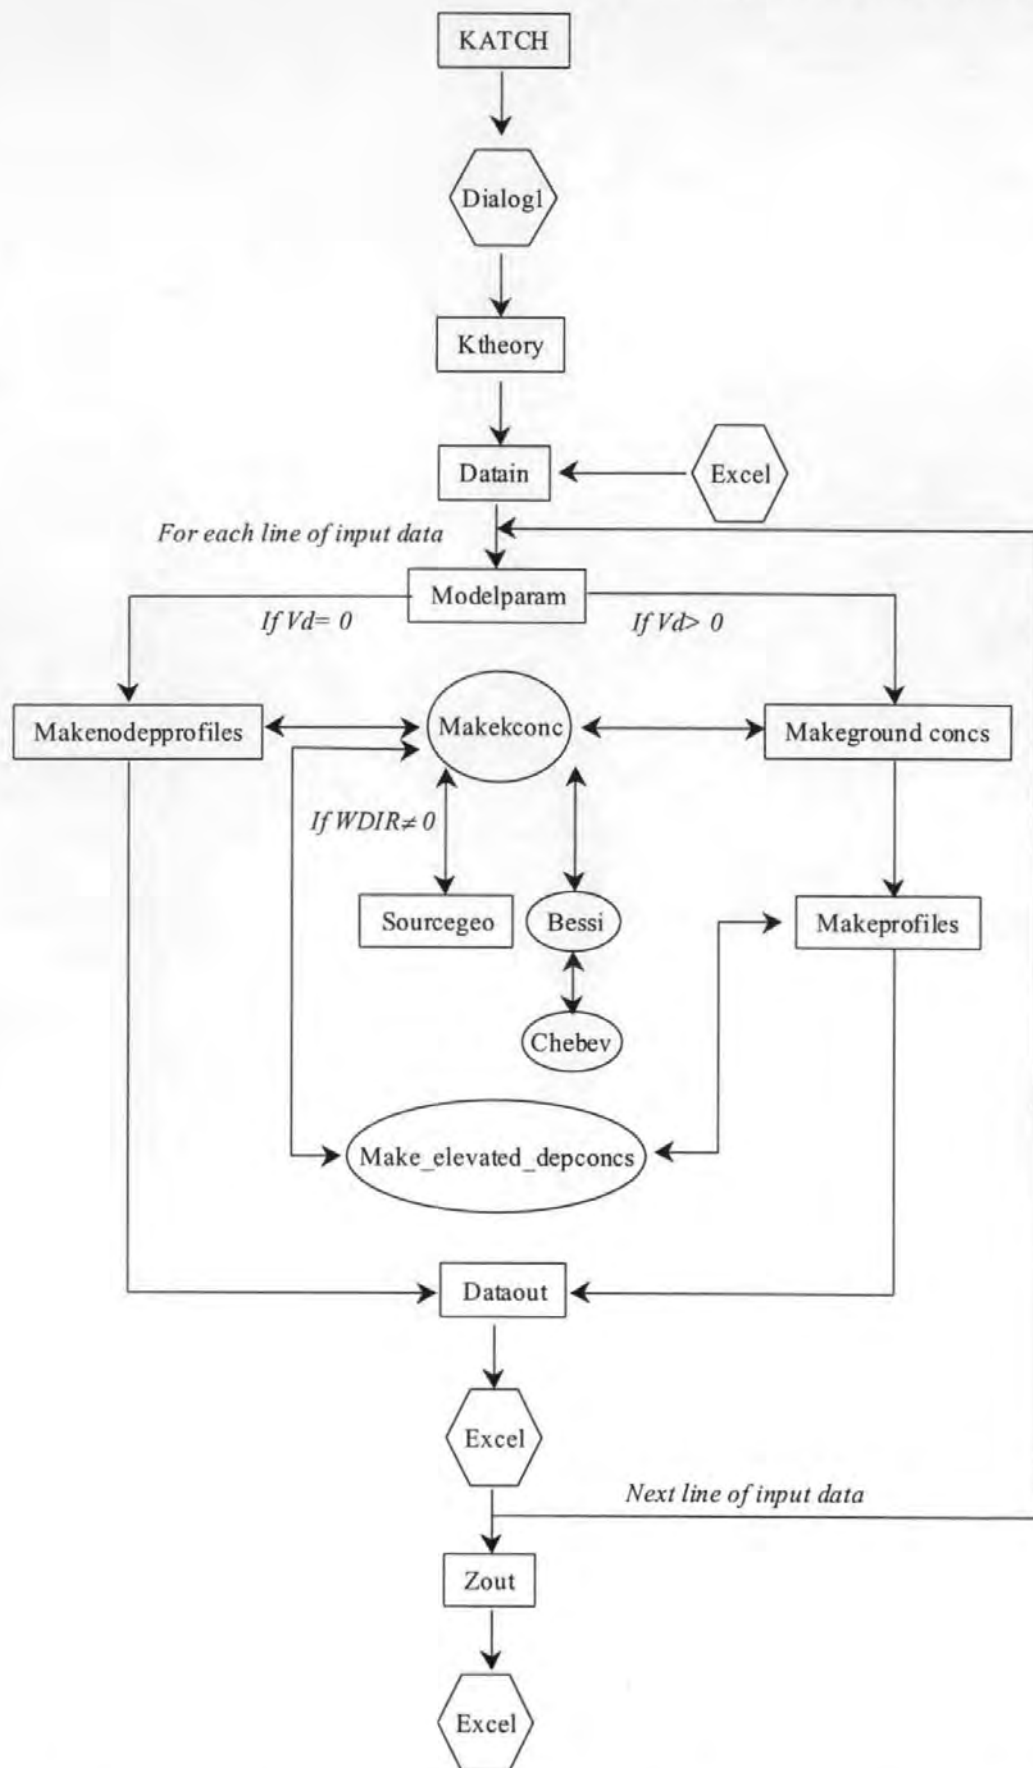 KATCH
Dialog1
Ktheory
Datain
Excel
For each line of input data
Modelparam
If Vd= 0
If Vd> 0
Makenodepprofiles
Makekconc
Makeground concs
If WDIR≠ 0
Sourcegeo
Bessi
Makeprofiles
Chebev
Make_elevated_depconcs
Dataout
Excel
Next line of input data
Zout
Excel